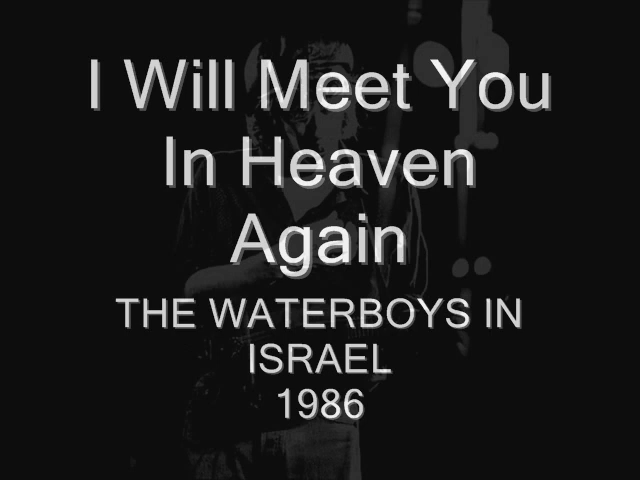 I Will Meet You
In Heaven
Again
THE WATERBOYS IN
ISRAEL
1986